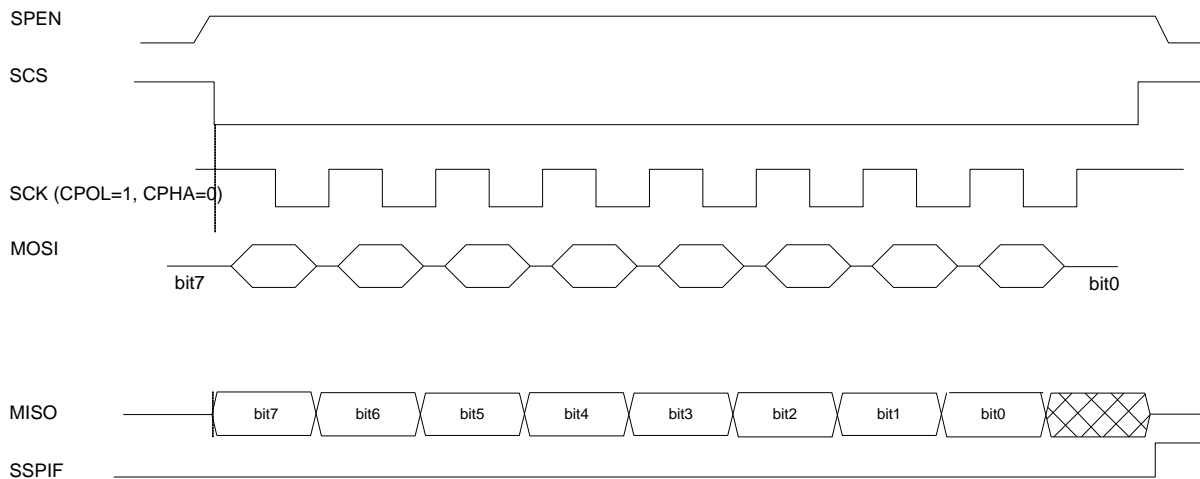 SPEN
SCS
SCK (CPOL=1, CPHA=0)
MOSI
bit7
bit0
MISO
bit7 bit6 bit5 bit4 bit3 bit2 bit1 bit0
SSPIF